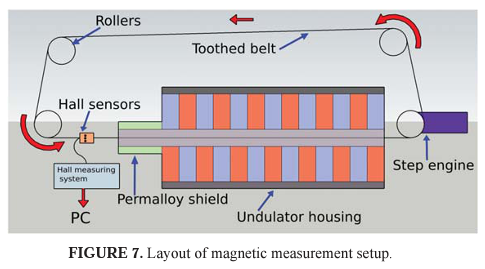 Rollers
Toothed belt
Hall sensors
Hall measuring
system
Step engine
Permalloy shield
PC
Undulator housing
FIGURE 7. Layout of magnetic measurement setup.